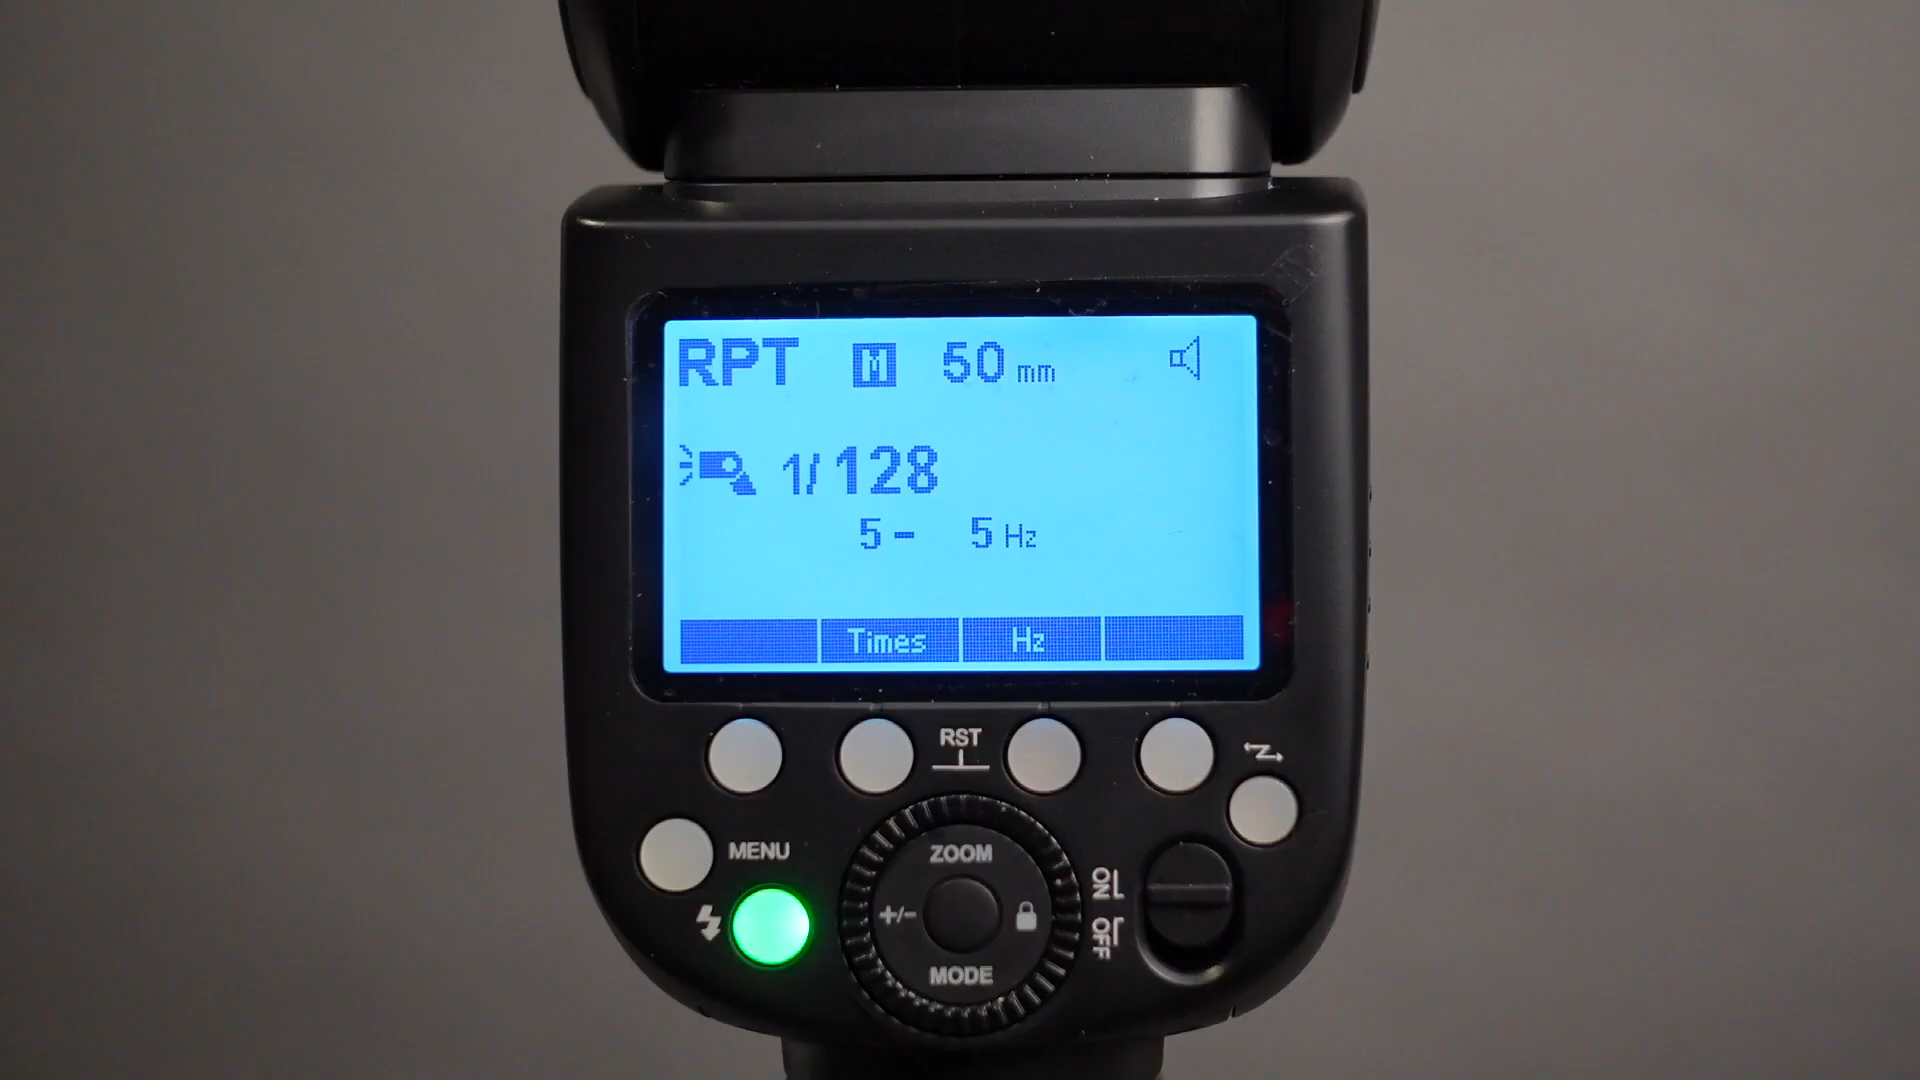 RPT M 50 mm
1/128
5- 5 Hz
Times Hz
RST
MENU
ZOOM
+/-
ON
OFF
MODE